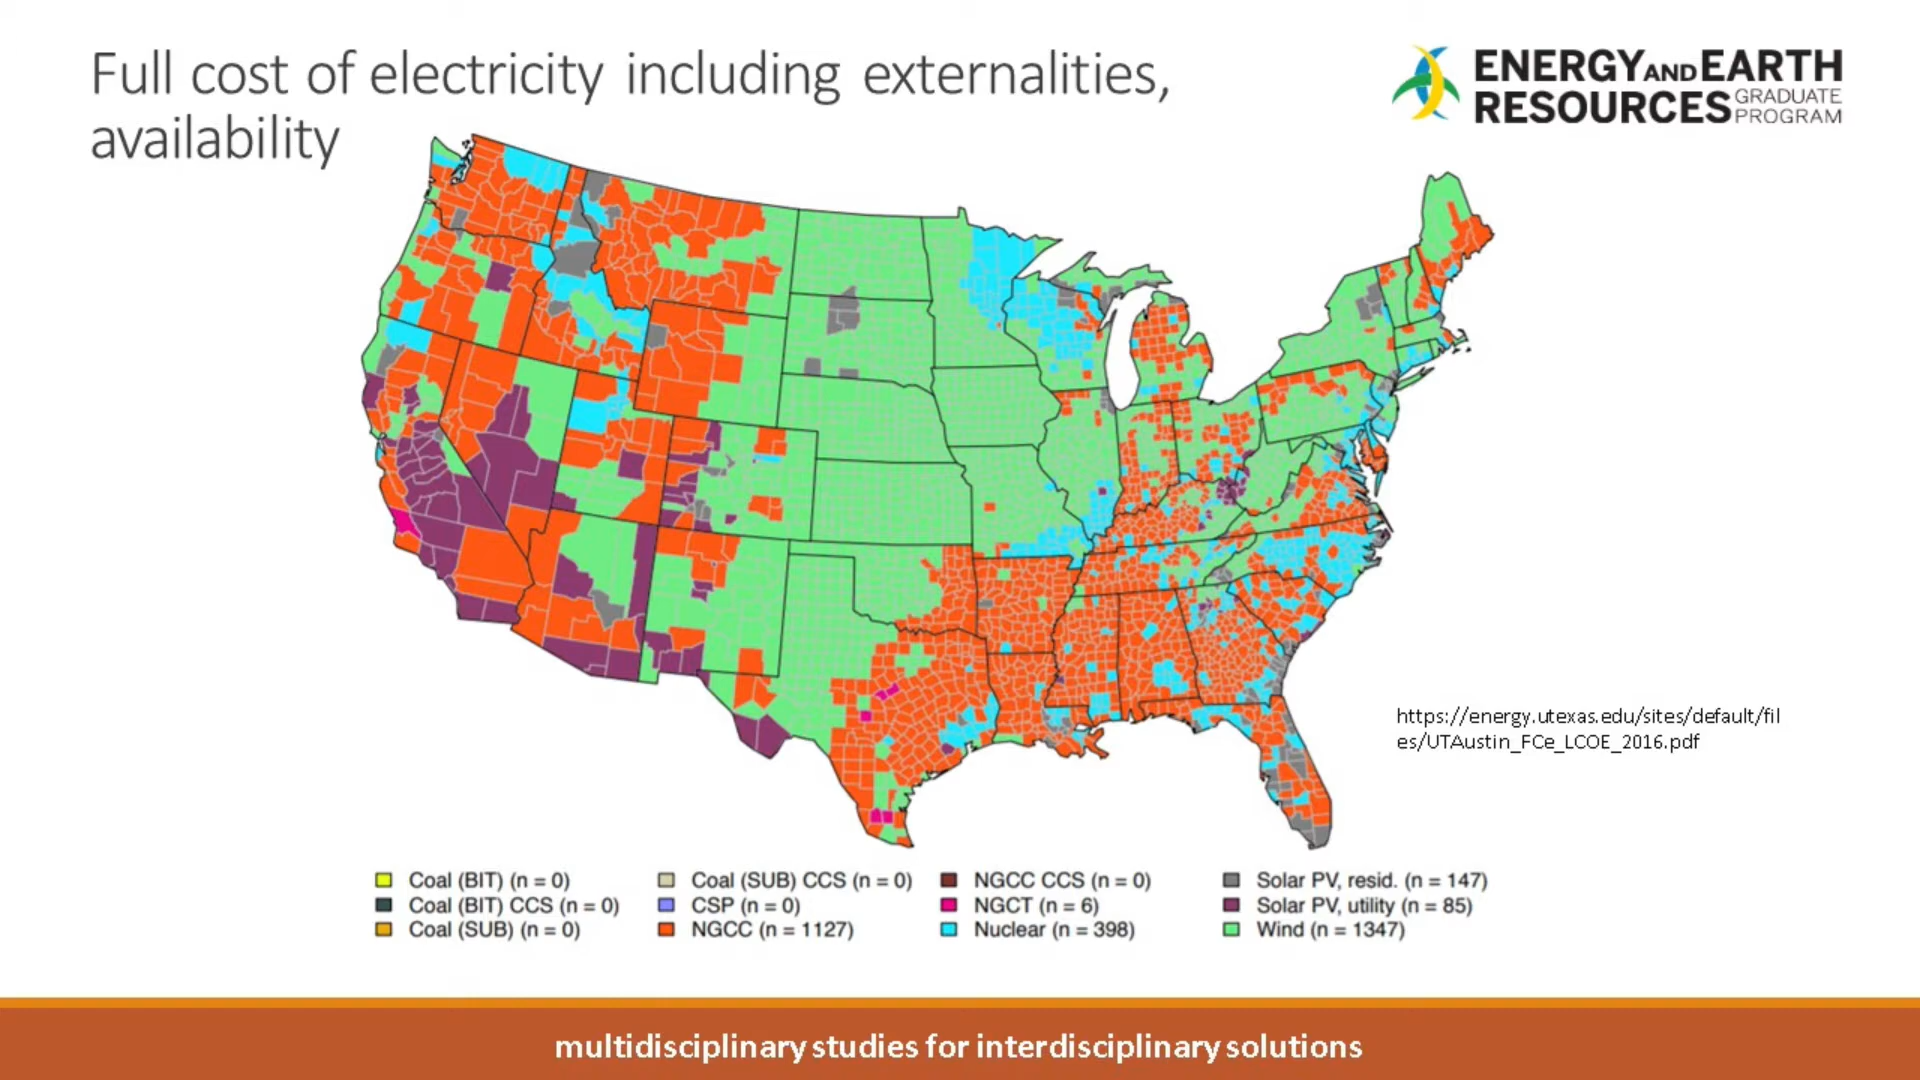 Full cost of electricity including externalities,
availability
ENERGY AND EARTH
RESOURCES GRADUATE
PROGRAM
https://energy.utexas.edu/sites/default/fil
es/UTAustin_FCe_LCOE_2016.pdf
Coal (BIT) (n = 0)
Coal (BIT) CCS (n = 0)
Coal (SUB) (n = 0)
Coal (SUB) CCS (n = 0)
CSP (n = 0)
NGCC (n = 1127)
NGCC CCS (n = 0)
NGCT (n = 6)
Nuclear (n = 398)
Solar PV, resid. (n = 147)
Solar PV, utility (n = 85)
Wind (n = 1347)
multidisciplinary studies for interdisciplinary solutions